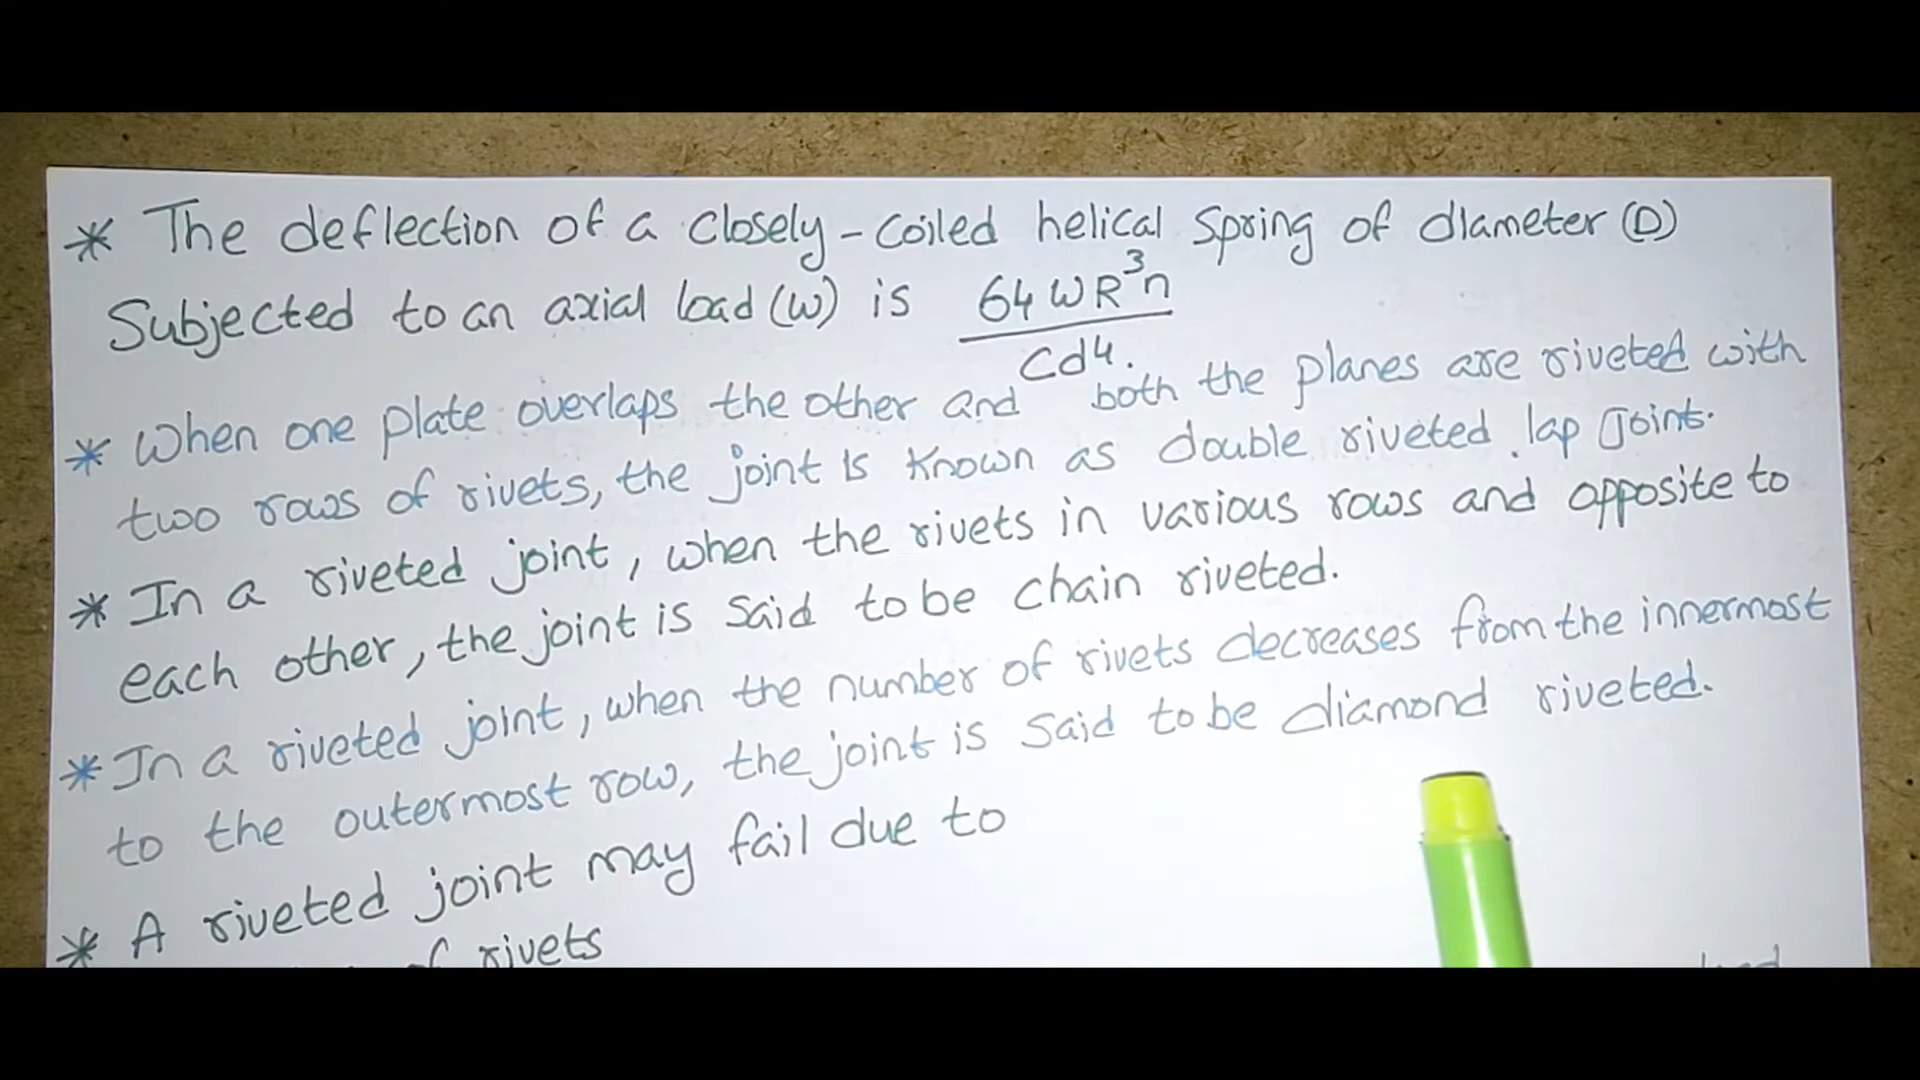 * The deflection of a closely-coiled helical spring of diameter (D)
Subjected to an axial load (W) is 64WR³n / Cd⁴.
* When one plate overlaps the other and both the planes are riveted with
two rows of rivets, the joint is known as double riveted lap joint.
* In a riveted joint, when the rivets in various rows and opposite to
each other, the joint is said to be chain riveted.
* In a riveted joint, when the number of rivets decreases from the innermost
to the outermost row, the joint is said to be diamond riveted.
* A riveted joint may fail due to
of rivets